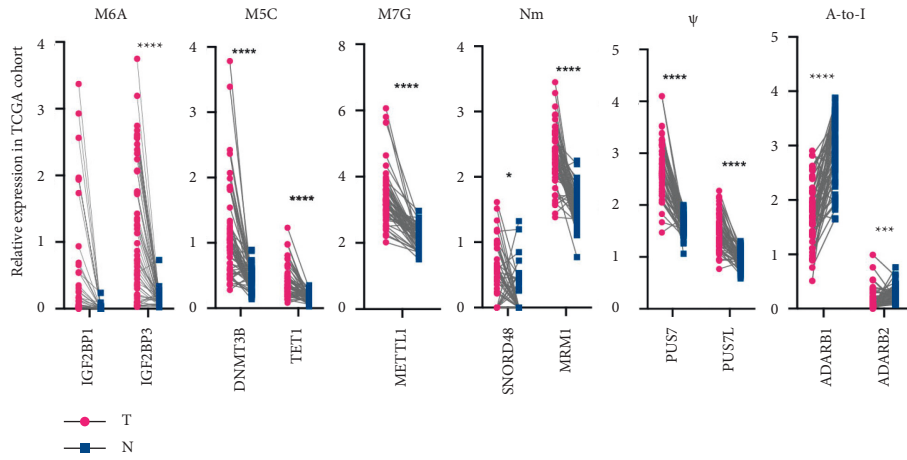 M6A
M5C
M7G
Nm
ψ
A-to-I
Relative expression in TCGA cohort
4
3
2
1
0
****
IGF2BP1
IGF2BP3
4
3
2
1
0
****
****
DNMT3B
TET1
8
6
4
2
0
****
METTL1
4
3
2
1
0
*
****
SNORD48
MRM1
5
4
3
2
1
0
****
****
PUS7
PUS7L
5
4
3
2
1
0
****
***
ADARB1
ADARB2
T
N